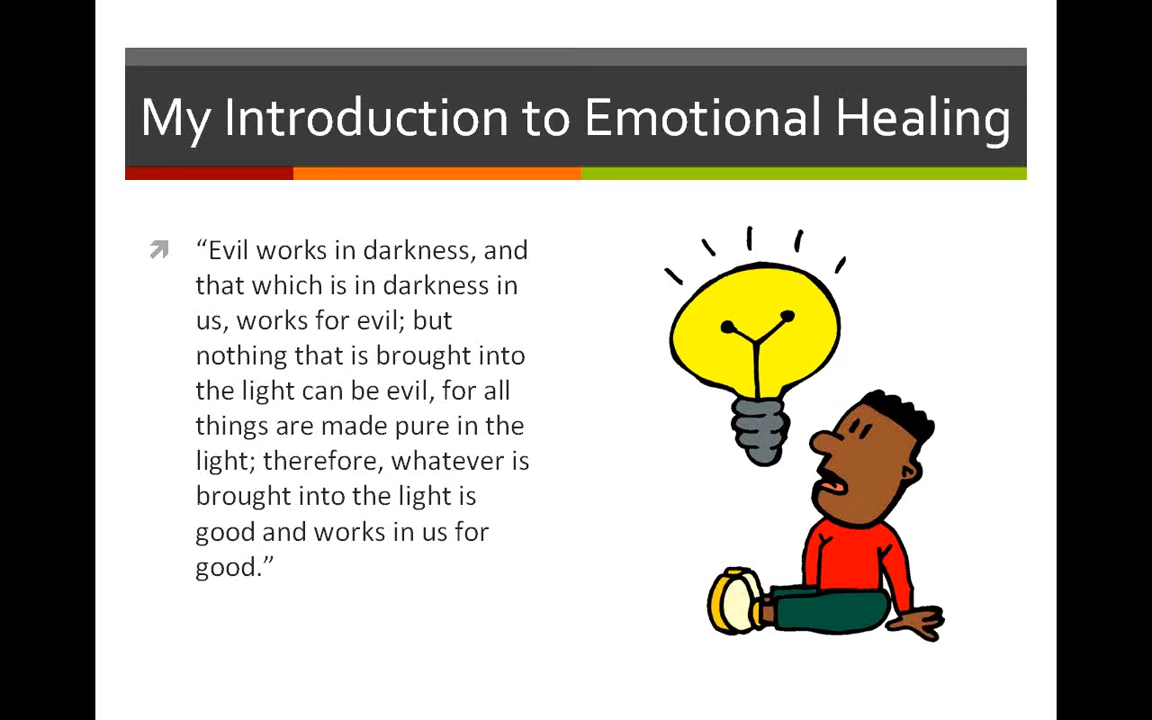 My Introduction to Emotional Healing
“Evil works in darkness, and
that which is in darkness in
us, works for evil; but
nothing that is brought into
the light can be evil, for all
things are made pure in the
light; therefore, whatever is
brought into the light is
good and works in us for
good.”